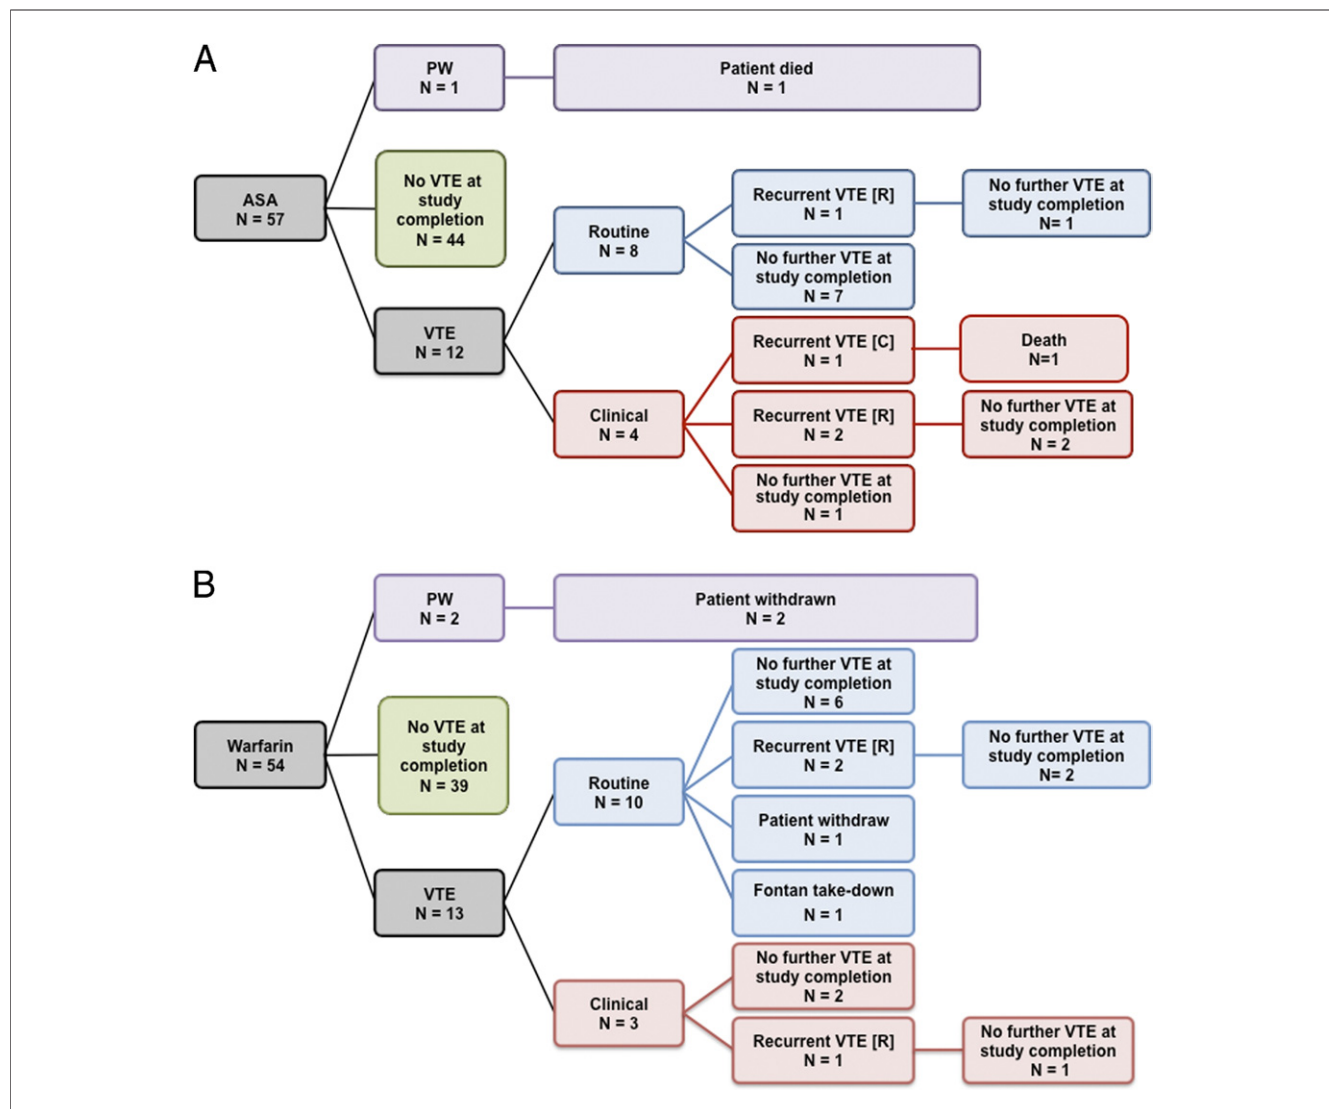 A
PW
N = 1
Patient died
N = 1
ASA
N = 57
No VTE at
study
completion
N = 44
VTE
N = 12
Routine
N = 8
Recurrent VTE [R]
N = 1
No further VTE at
study completion
N= 1
No further VTE at
study completion
N = 7
Clinical
N = 4
Recurrent VTE [C]
N = 1
Death
N=1
Recurrent VTE [R]
N = 2
No further VTE at
study completion
N = 2
No further VTE at
study completion
N = 1
B
PW
N = 2
Patient withdrawn
N = 2
Warfarin
N = 54
No VTE at
study
completion
N = 39
VTE
N = 13
Routine
N = 10
No further VTE at
study completion
N = 6
Recurrent VTE [R]
N = 2
No further VTE at
study completion
N= 2
Patient withdraw
N = 1
Fontan take-down
N = 1
Clinical
N = 3
No further VTE at
study completion
N = 2
Recurrent VTE [R]
N = 1
No further VTE at
study completion
N = 1